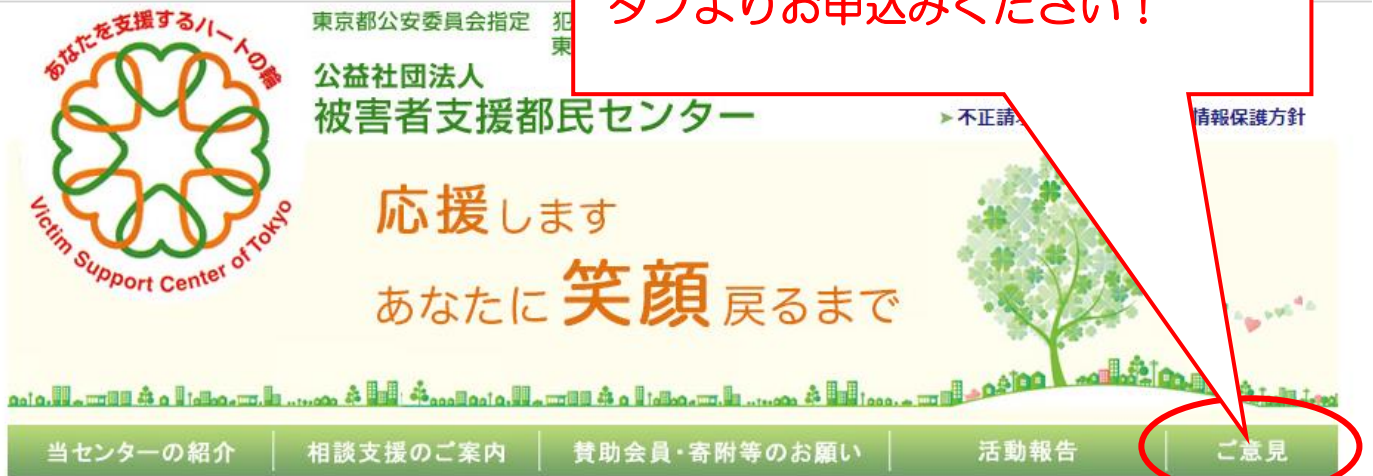 タンよりお申込みください！
あなたを支援するハートの輪
Victim Support Center of Tokyo
東京都公安委員会指定 犯
東
公益社団法人
被害者支援都民センター
▶不正請
情報保護方針
応援します
あなたに笑顔戻るまで
当センターの紹介
相談支援のご案内
賛助会員・寄附等のお願い
活動報告
ご意見